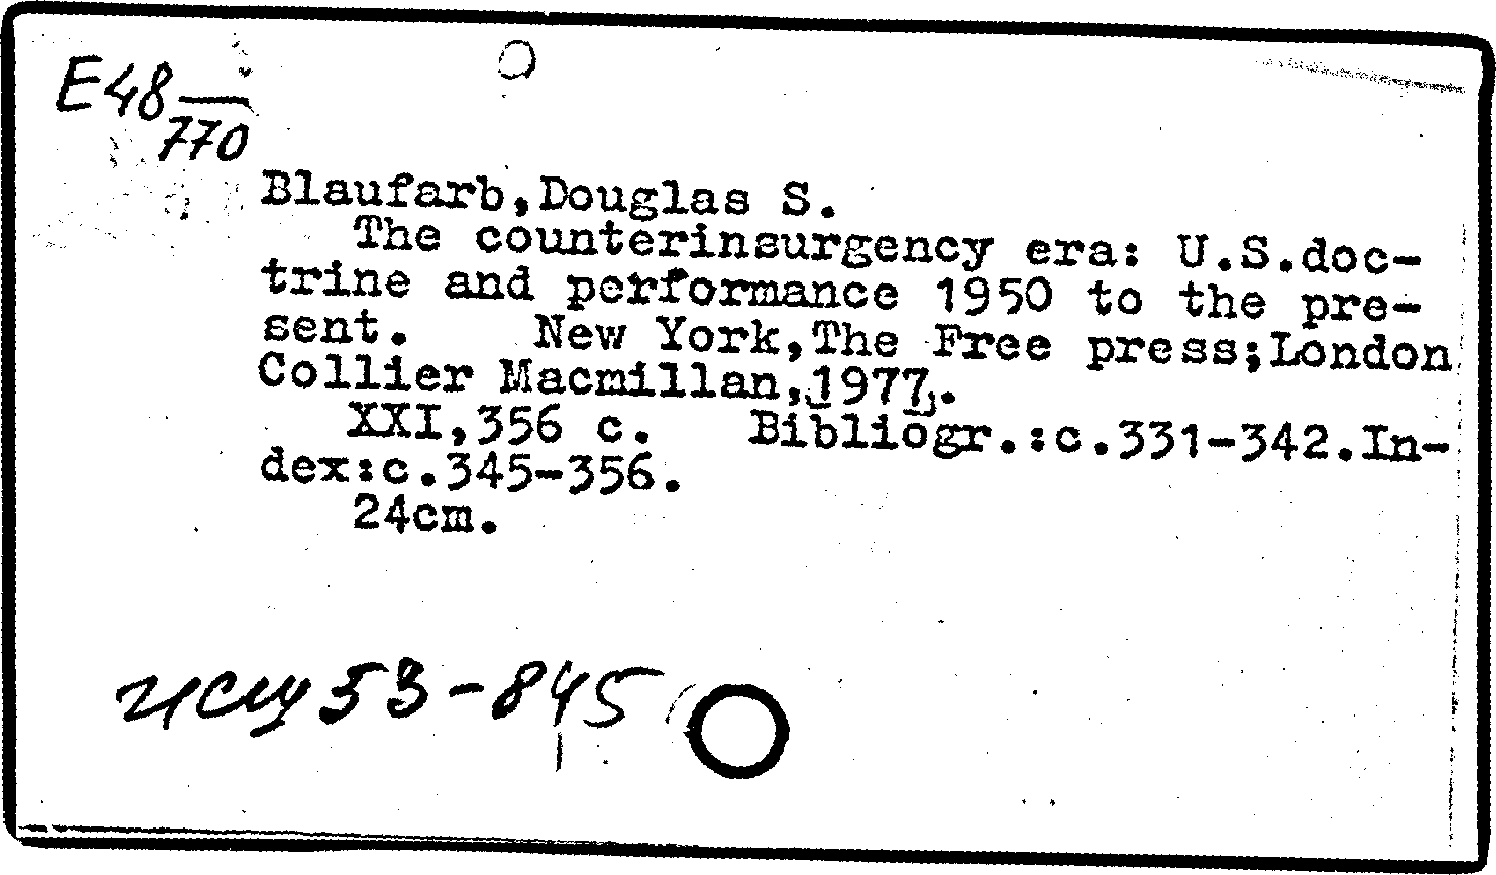 E48
770
Blaufarb,Douglas S.
The counterinsurgency era: U.S.doc-
trine and performance 1950 to the pre-
sent. New York,The Free press;London
Collier Macmillan,1977.
XXI,356 c. Bibliogr.:c.331-342.In-
dex:c.345-356.
24cm.
53-845